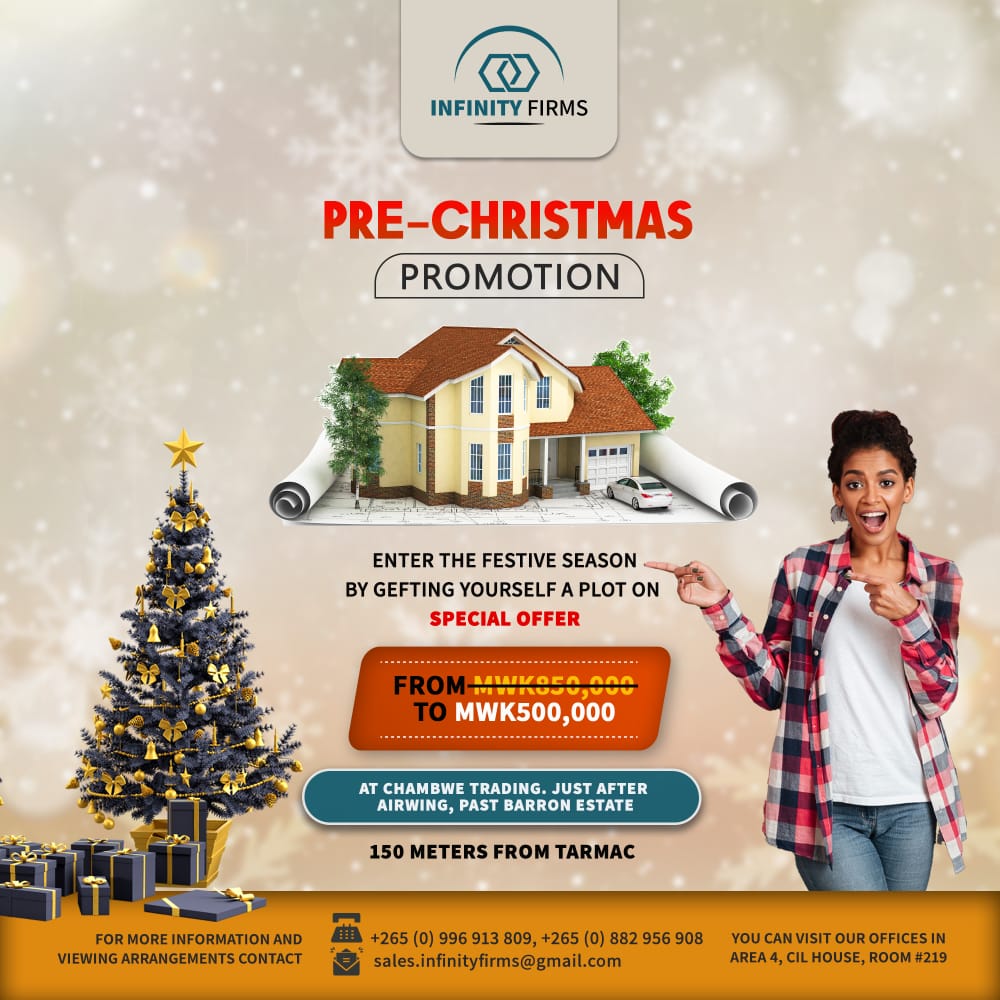 INFINITY FIRMS
PRE-CHRISTMAS
PROMOTION
ENTER THE FESTIVE SEASON
BY GEFTING YOURSELF A PLOT ON
SPECIAL OFFER
FROM MWK850,000
TO MWK500,000
AT CHAMBWE TRADING. JUST AFTER
AIRWING, PAST BARRON ESTATE
150 METERS FROM TARMAC
FOR MORE INFORMATION AND
VIEWING ARRANGEMENTS CONTACT
+265 (0) 996 913 809, +265 (0) 882 956 908
sales.infinityfirms@gmail.com
YOU CAN VISIT OUR OFFICES IN
AREA 4, CIL HOUSE, ROOM #219